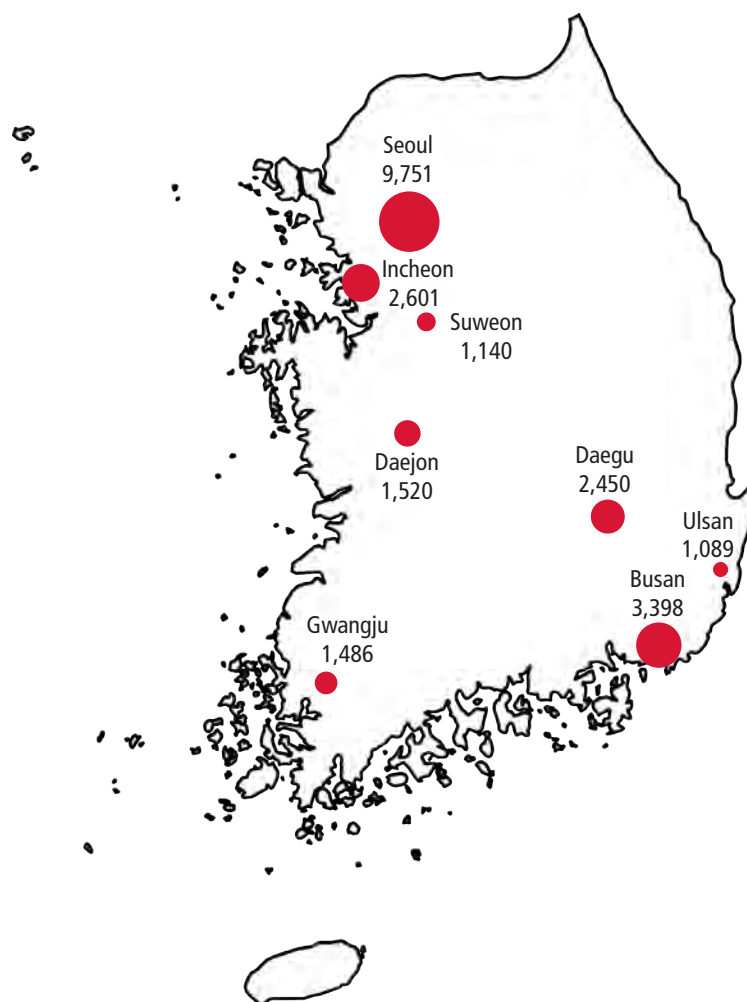 Seoul
9,751
Incheon
2,601
Suweon
1,140
Daejon
1,520
Daegu
2,450
Ulsan
1,089
Busan
3,398
Gwangju
1,486